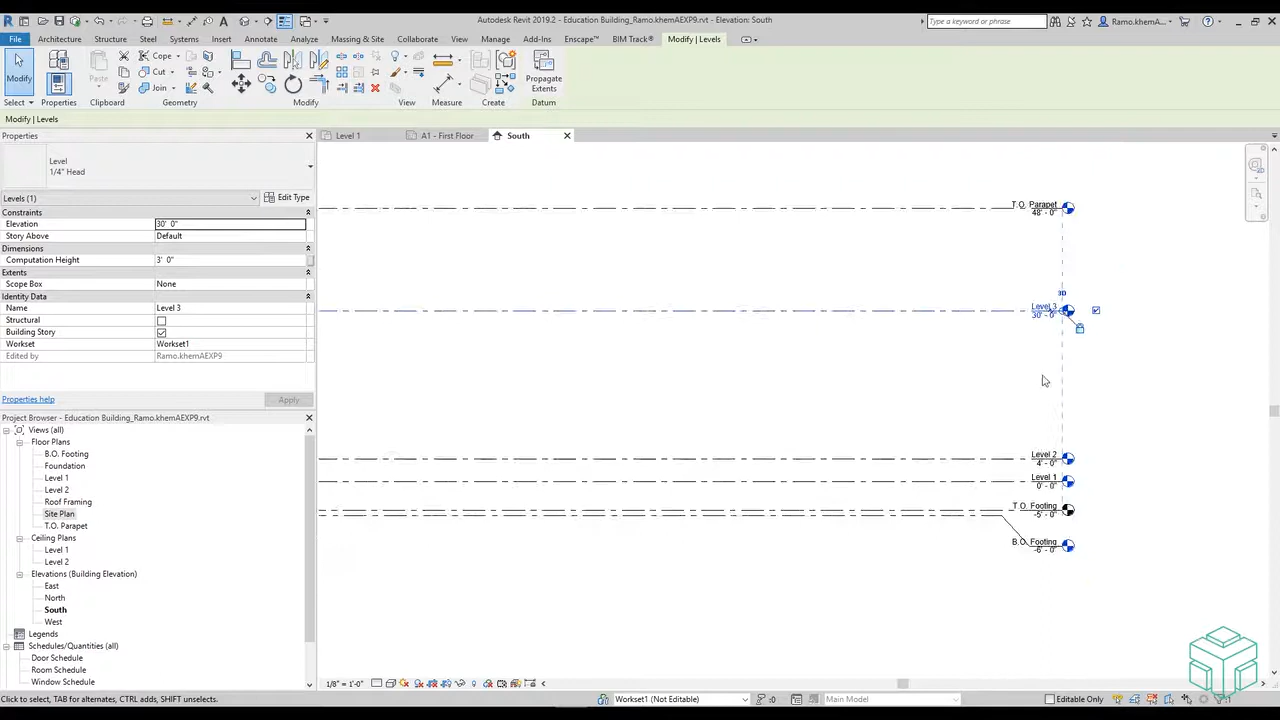 Autodesk Revit 2019.2 - Education Building_Ramo.khemAEXP9.rvt - Elevation: South
Type a keyword or phrase
Ramo.khemA...
File Architecture Structure Steel Systems Insert Annotate Analyze Massing & Site Collaborate View Manage Add-Ins Enscape™ BIM Track® Modify | Levels
Modify
Paste
Cope
Cut
Join
Propagate
Extents
Select Properties Clipboard Geometry Modify View Measure Create Datum
Modify | Levels
Properties
Level 1
A1 - First Floor
South
Level
1/4" Head
Levels (1)
Edit Type
Constraints
Elevation 30' 0"
Story Above Default
Dimensions
Computation Height 3' 0"
Extents
Scope Box None
Identity Data
Name Level 3
Structural
Building Story
Workset Workset1
Edited by Ramo.khemAEXP9
Properties help
Apply
Project Browser - Education Building_Ramo.khemAEXP9.rvt
Views (all)
Floor Plans
B.O. Footing
Foundation
Level 1
Level 2
Roof Framing
Site Plan
T.O. Parapet
Ceiling Plans
Level 1
Level 2
Elevations (Building Elevation)
East
North
South
West
Legends
Schedules/Quantities (all)
Door Schedule
Room Schedule
Window Schedule
T.O. Parapet
48' - 0"
3D
Level 3
30' - 0"
Level 2
4' - 0"
Level 1
0' - 0"
T.O. Footing
-5' - 0"
B.O. Footing
-6' - 0"
1/8" = 1'-0"
Click to select, TAB for alternates, CTRL adds, SHIFT unselects.
Workset1 (Not Editable)
:0
Main Model
Editable Only